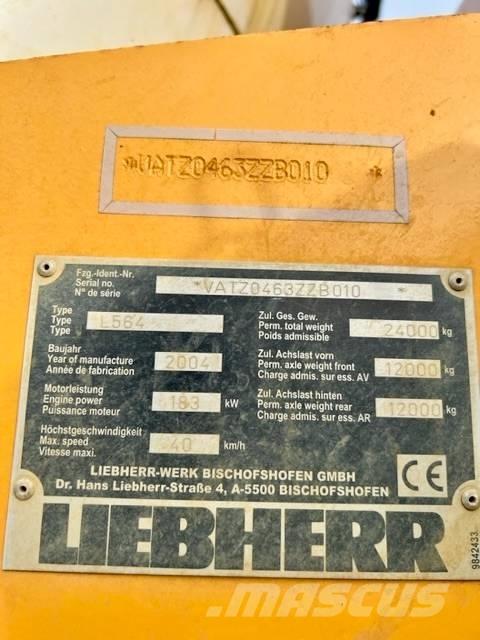 *VATZ0463ZZB010 *
Fzg.-Ident.-Nr.
Serial no.
N° de série
*VATZ0463ZZB010 *
Type
Type
Type
L564
Baujahr
Year of manufacture
Année de fabrication
2004
Motorleistung
Engine power
Puissance moteur
183 kW
Höchstgeschwindigkeit
Max. speed
Vitesse maxi.
40 km/h
Zul. Ges. Gew.
Perm. total weight
Poids admissible
24000 kg
Zul. Achslast vorn
Perm. axle weight front
Charge admis. sur ess. AV
12000 kg
Zul. Achslast hinten
Perm. axle weight rear
Charge admis. sur ess. AR
12000 kg
LIEBHERR-WERK BISCHOFSHOFEN GMBH
Dr. Hans Liebherr-Straße 4, A-5500 BISCHOFSHOFEN
CE
LIEBHERR
9842433
MASCUS